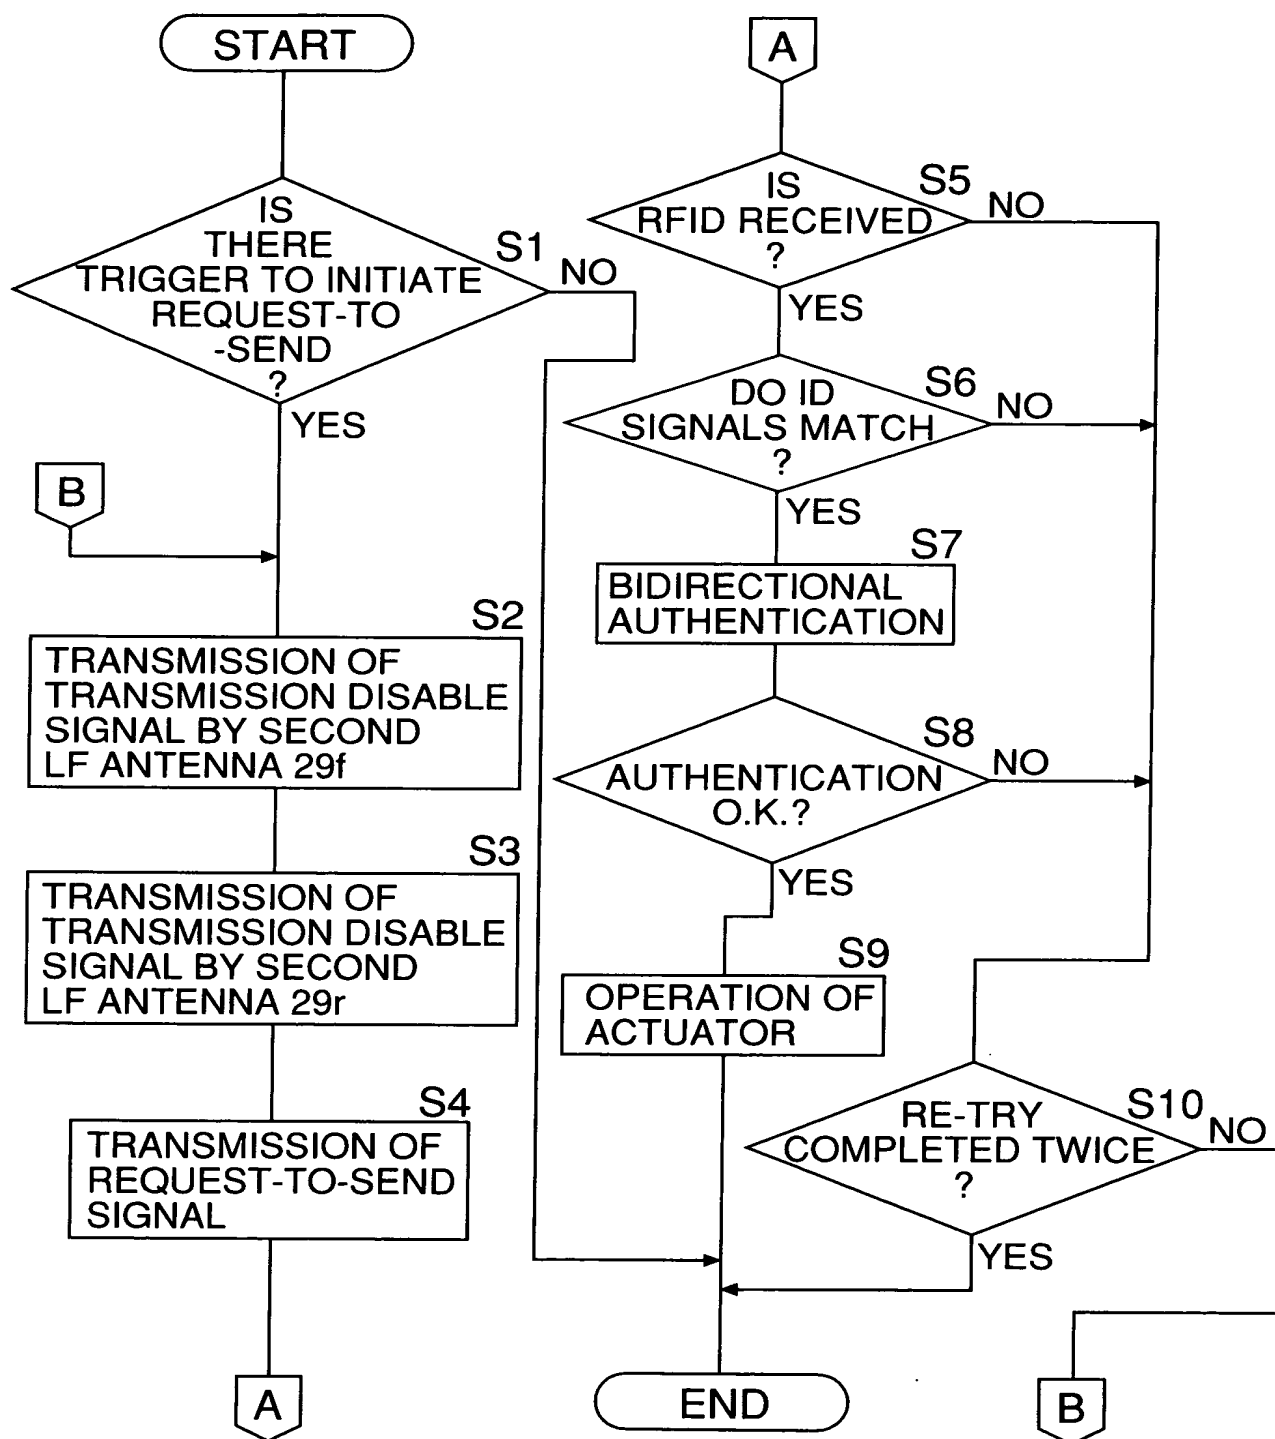 START
IS
THERE
TRIGGER TO INITIATE
REQUEST-TO
-SEND
?
S1
NO
YES
B
S2
TRANSMISSION OF
TRANSMISSION DISABLE
SIGNAL BY SECOND
LF ANTENNA 29f
S3
TRANSMISSION OF
TRANSMISSION DISABLE
SIGNAL BY SECOND
LF ANTENNA 29r
S4
TRANSMISSION OF
REQUEST-TO-SEND
SIGNAL
A
A
IS
RFID RECEIVED
?
S5
NO
YES
DO ID
SIGNALS MATCH
?
S6
NO
YES
S7
BIDIRECTIONAL
AUTHENTICATION
S8
AUTHENTICATION
O.K.?
NO
YES
S9
OPERATION OF
ACTUATOR
RE-TRY
COMPLETED TWICE
?
S10
NO
YES
END
B